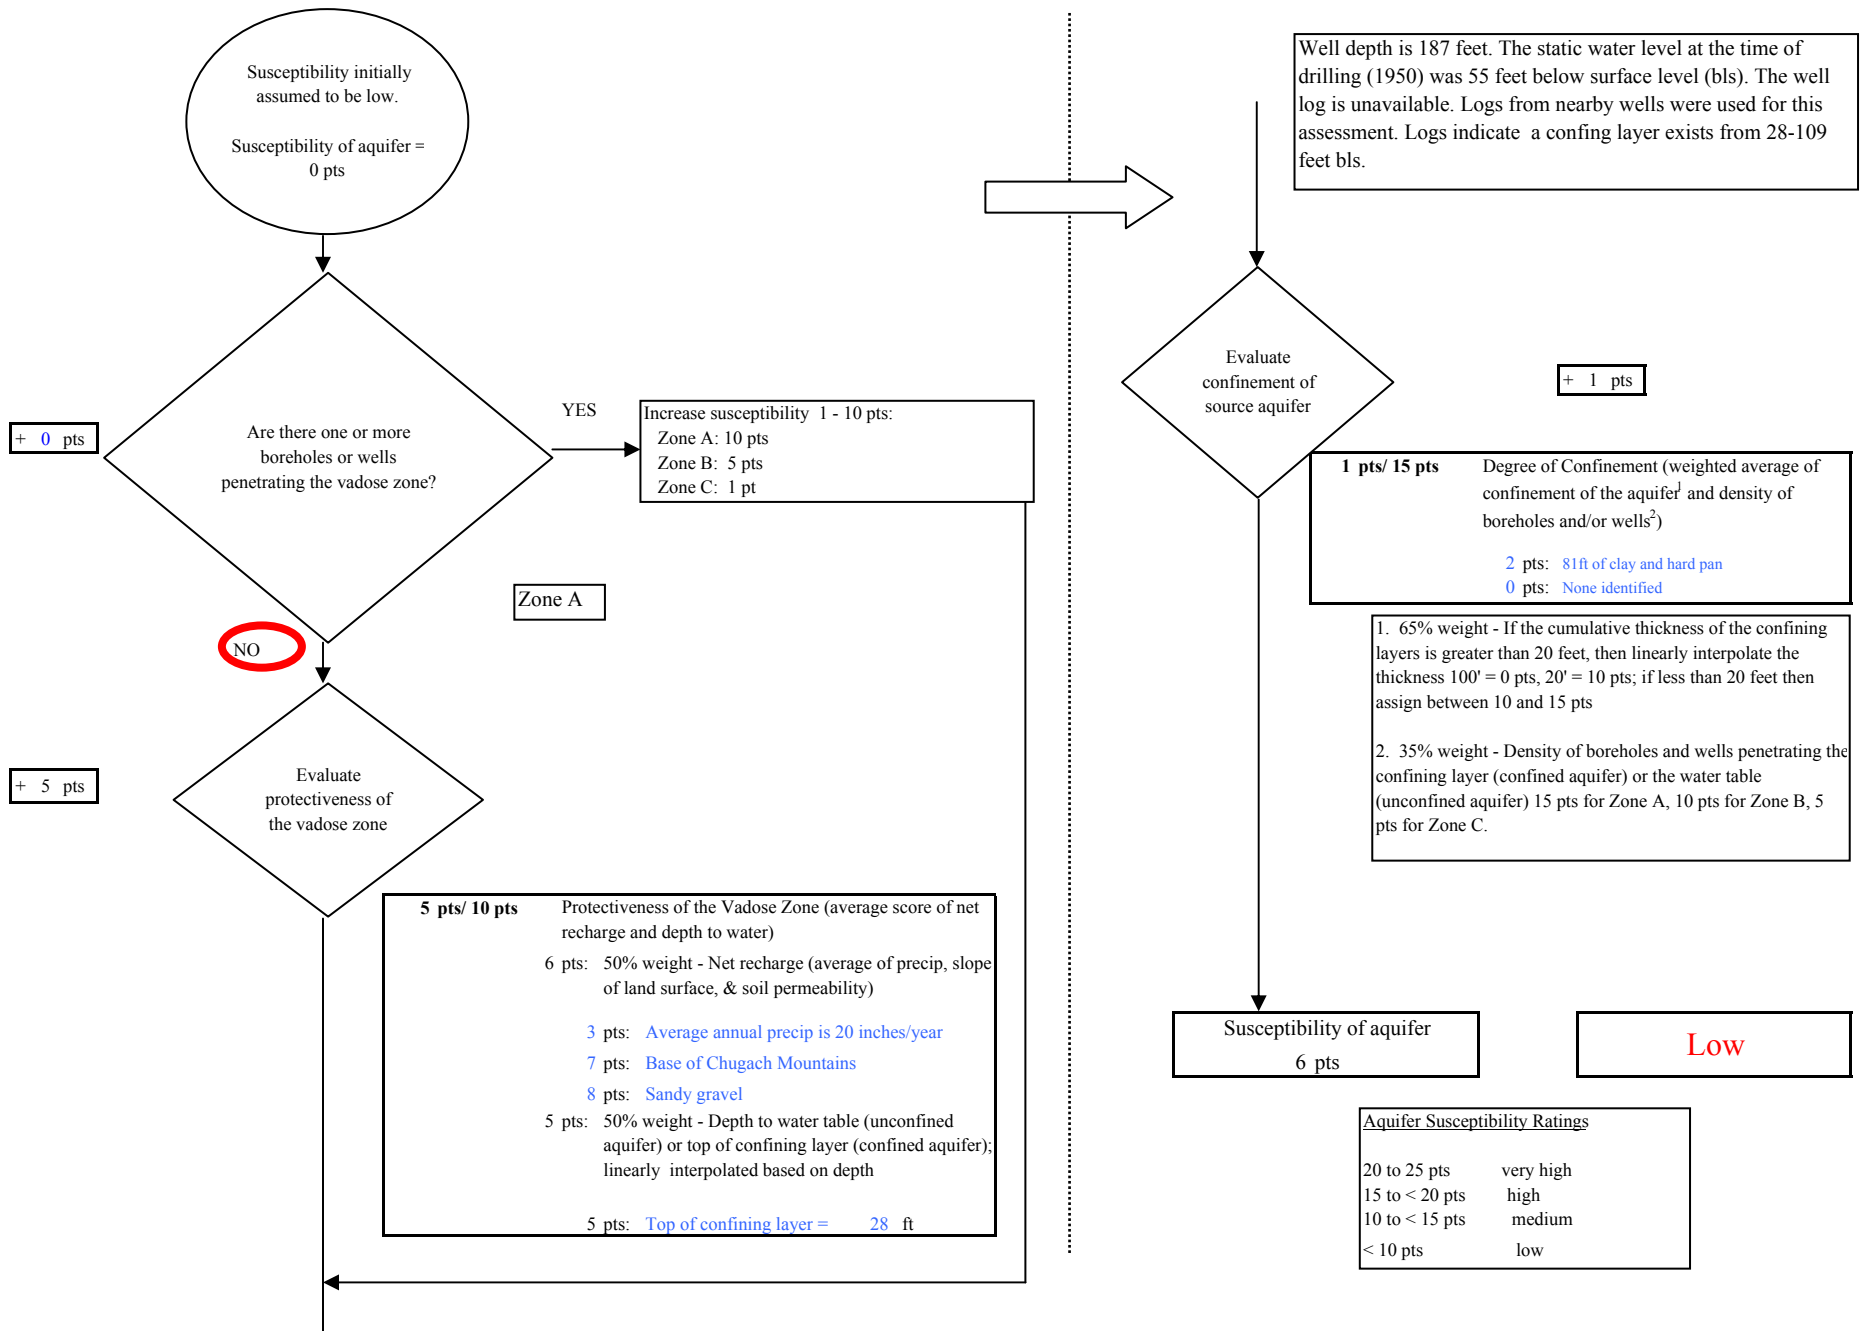 Susceptibility initially
assumed to be low.
Susceptibility of aquifer =
0 pts
+ 0 pts
Are there one or more
boreholes or wells
penetrating the vadose zone?
YES
Increase susceptibility 1 - 10 pts:
Zone A: 10 pts
Zone B: 5 pts
Zone C: 1 pt
Zone A
NO
+ 5 pts
Evaluate
protectiveness of
the vadose zone
5 pts/ 10 pts Protectiveness of the Vadose Zone (average score of net
recharge and depth to water)
6 pts: 50% weight - Net recharge (average of precip, slope
of land surface, & soil permeability)
3 pts: Average annual precip is 20 inches/year
7 pts: Base of Chugach Mountains
8 pts: Sandy gravel
5 pts: 50% weight - Depth to water table (unconfined
aquifer) or top of confining layer (confined aquifer);
linearly interpolated based on depth
5 pts: Top of confining layer = 28 ft
Well depth is 187 feet. The static water level at the time of
drilling (1950) was 55 feet below surface level (bls). The well
log is unavailable. Logs from nearby wells were used for this
assessment. Logs indicate a confing layer exists from 28-109
feet bls.
Evaluate
confinement of
source aquifer
+ 1 pts
1 pts/ 15 pts Degree of Confinement (weighted average of
confinement of the aquifer1 and density of
boreholes and/or wells2)
2 pts: 81ft of clay and hard pan
0 pts: None identified
1. 65% weight - If the cumulative thickness of the confining
layers is greater than 20 feet, then linearly interpolate the
thickness 100' = 0 pts, 20' = 10 pts; if less than 20 feet then
assign between 10 and 15 pts
2. 35% weight - Density of boreholes and wells penetrating the
confining layer (confined aquifer) or the water table
(unconfined aquifer) 15 pts for Zone A, 10 pts for Zone B, 5
pts for Zone C.
Susceptibility of aquifer
6 pts
Low
Aquifer Susceptibility Ratings
20 to 25 pts very high
15 to < 20 pts high
10 to < 15 pts medium
< 10 pts low